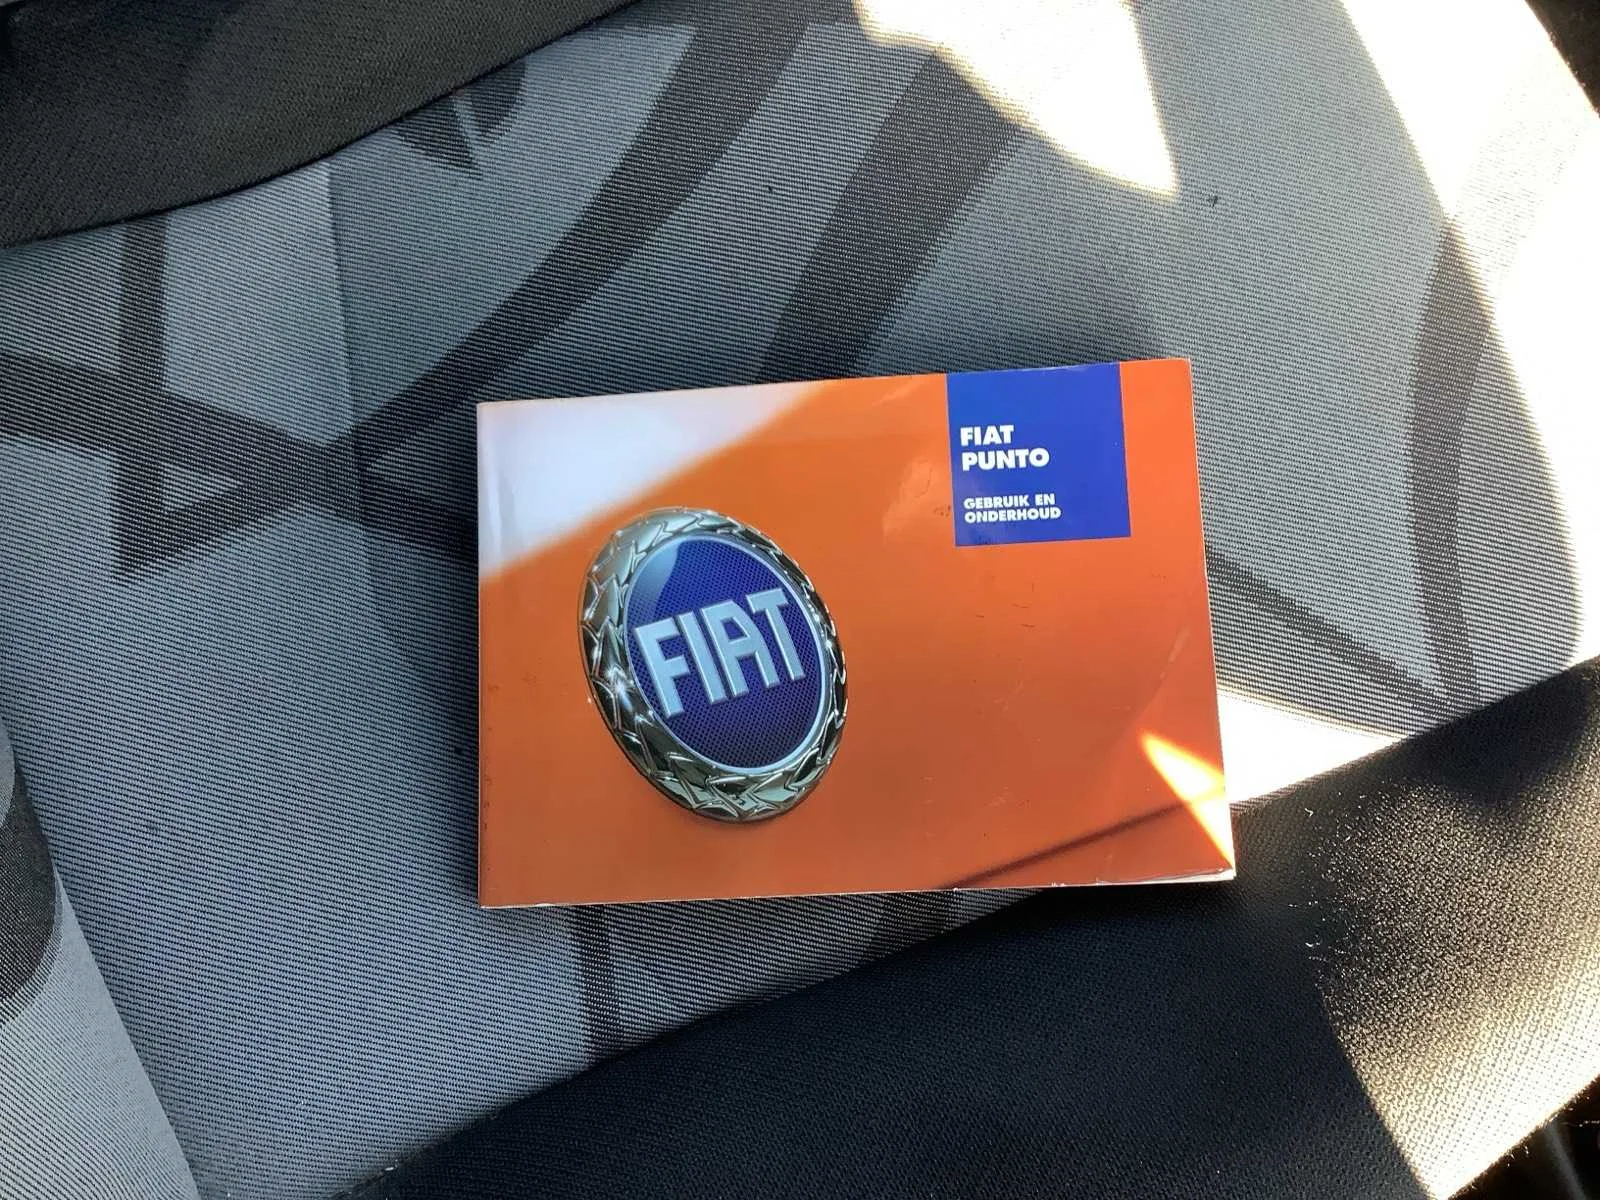 FIAT
PUNTO
GEBRUIK EN
ONDERHOUD
FIAT